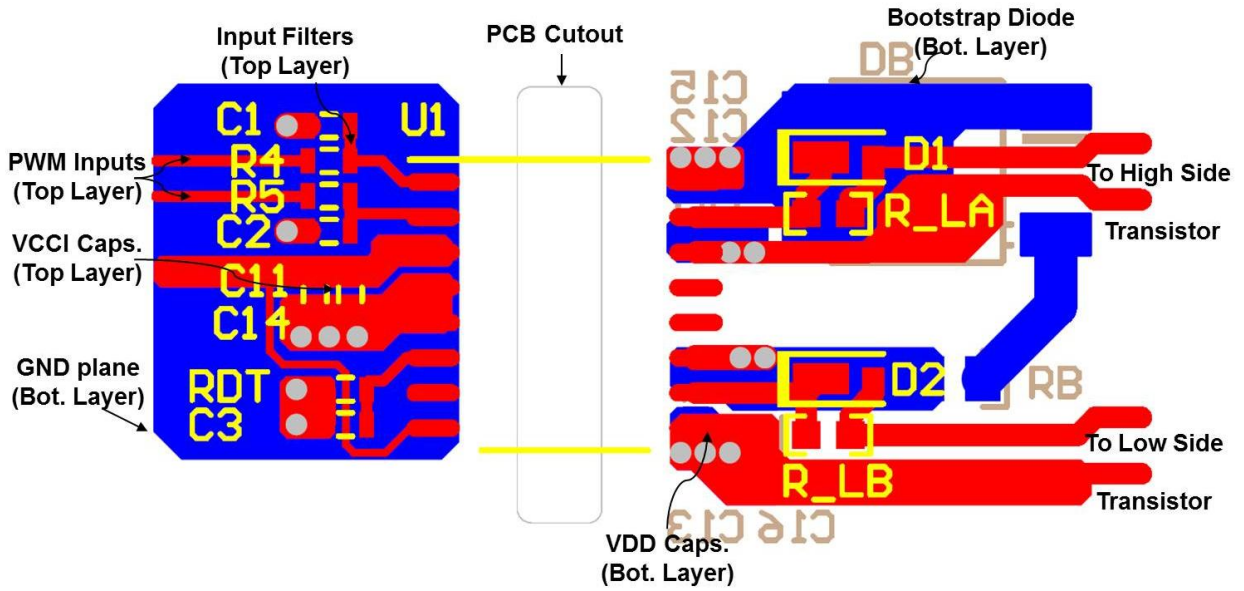 Input Filters
(Top Layer)
PCB Cutout
Bootstrap Diode
(Bot. Layer)
DB
C15
C12
C1
U1
PWM Inputs
(Top Layer)
R4
R5
D1
To High Side
R_LA
Transistor
C2
VCCI Caps.
(Top Layer)
C11
C14
GND plane
(Bot. Layer)
RDT
C3
D2
RB
To Low Side
R_LB
Transistor
C13
C16
VDD Caps.
(Bot. Layer)